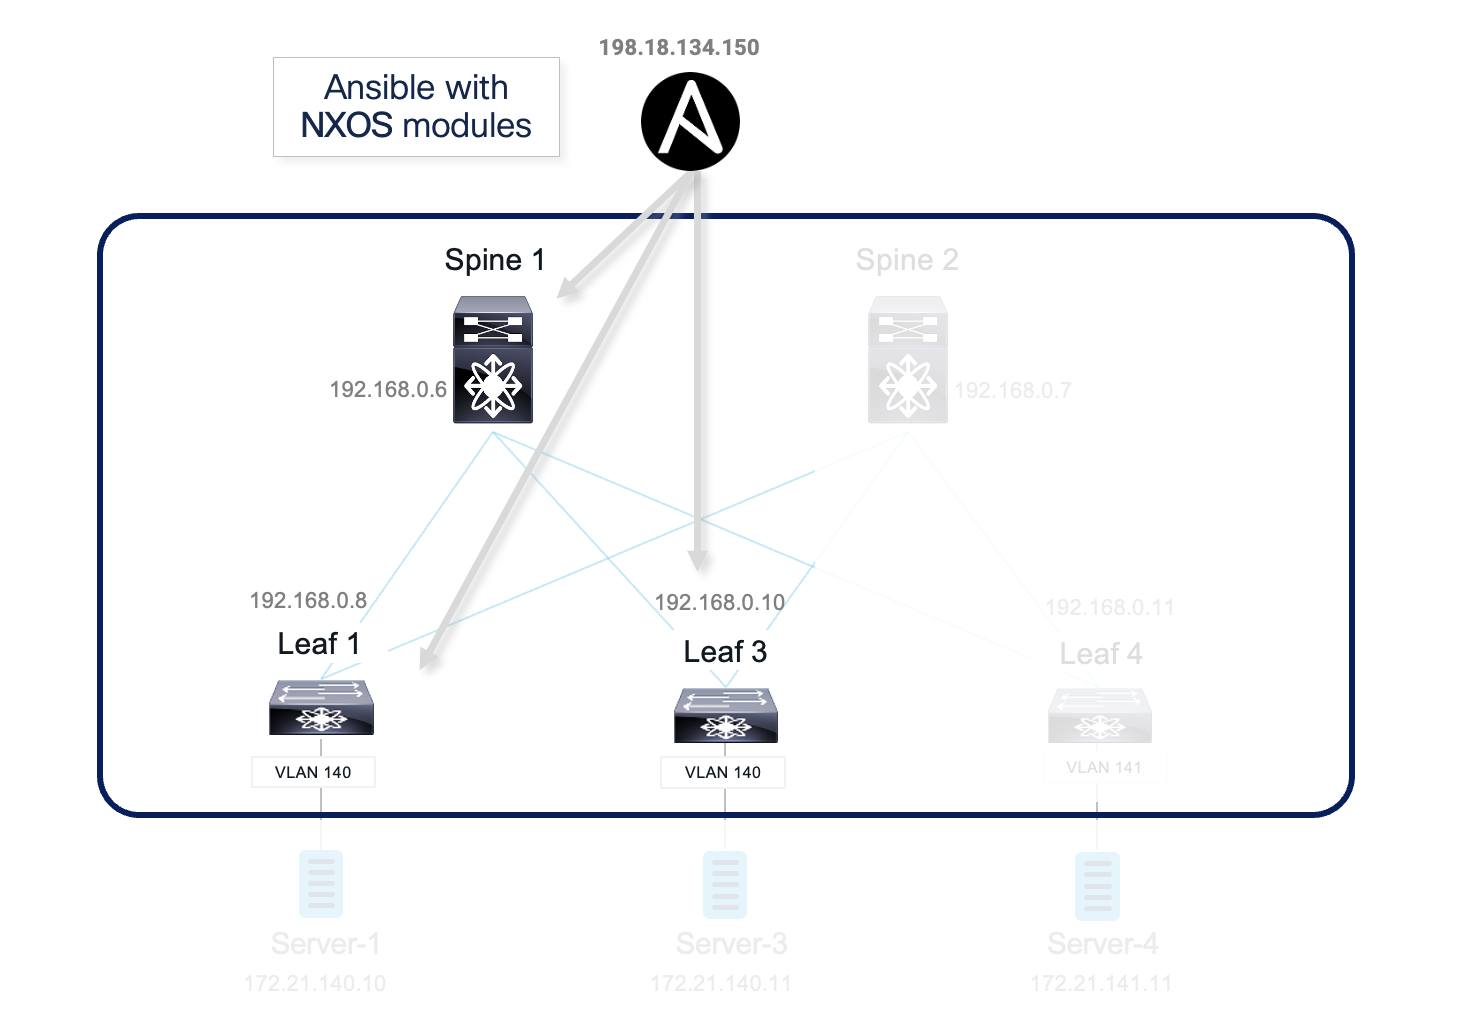 198.18.134.150
Ansible with
NXOS modules
Spine 1
Spine 2
192.168.0.6
192.168.0.7
192.168.0.8
192.168.0.10
192.168.0.11
Leaf 1
Leaf 3
Leaf 4
VLAN 140
VLAN 140
VLAN 141
Server-1
Server-3
Server-4
172.21.140.10
172.21.140.11
172.21.141.11